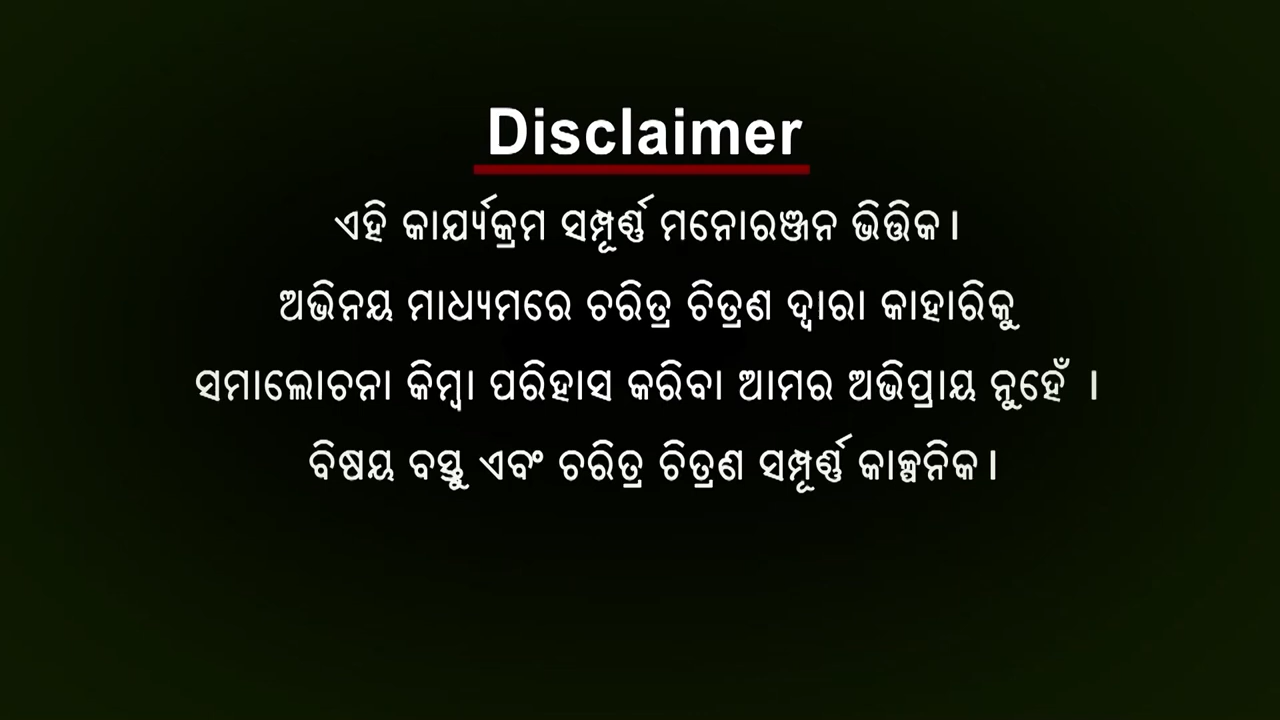 Disclaimer
ଏହି କାର୍ଯ୍ୟକ୍ରମ ସମ୍ପୂର୍ଣ୍ଣ ମନୋରଞ୍ଜନ ଭିତ୍ତିକ।
ଅଭିନୟ ମାଧ୍ୟମରେ ଚରିତ୍ର ଚିତ୍ରଣ ଦ୍ୱାରା କାହାରିକୁ
ସମାଲୋଚନା କିମ୍ବା ପରିହାସ କରିବା ଆମର ଅଭିପ୍ରାୟ ନୁହେଁ ।
ବିଷୟ ବସ୍ତୁ ଏବଂ ଚରିତ୍ର ଚିତ୍ରଣ ସମ୍ପୂର୍ଣ୍ଣ କାଳ୍ପନିକ।